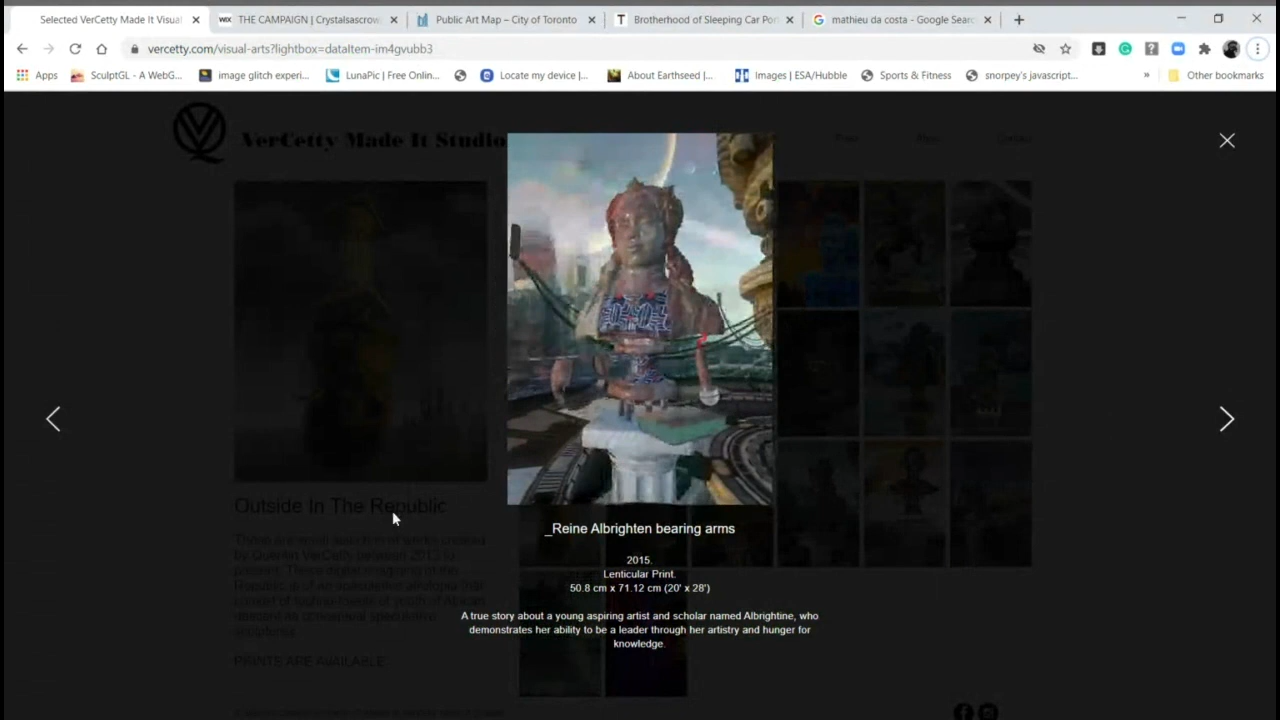 Selected VerCetty Made It Visual
THE CAMPAIGN | Crystalsascrow
Public Art Map – City of Toronto
Brotherhood of Sleeping Car Por
mathieu da costa - Google Searc
vercetty.com/visual-arts?lightbox=dataItem-im4gvubb3
Apps
SculptGL - A WebG...
image glitch experi...
LunaPic | Free Onlin...
Locate my device |...
About Earthseed |...
Images | ESA/Hubble
Sports & Fitness
snorpey's javascript...
»
Other bookmarks
VerCetty Made It Studio
Contact
Outside In The Republic
PRINTS ARE AVAILABLE
_Reine Albrighten bearing arms
2015.
Lenticular Print.
50.8 cm x 71.12 cm (20' x 28')
A true story about a young aspiring artist and scholar named Albrightine, who
demonstrates her ability to be a leader through her artistry and hunger for
knowledge.